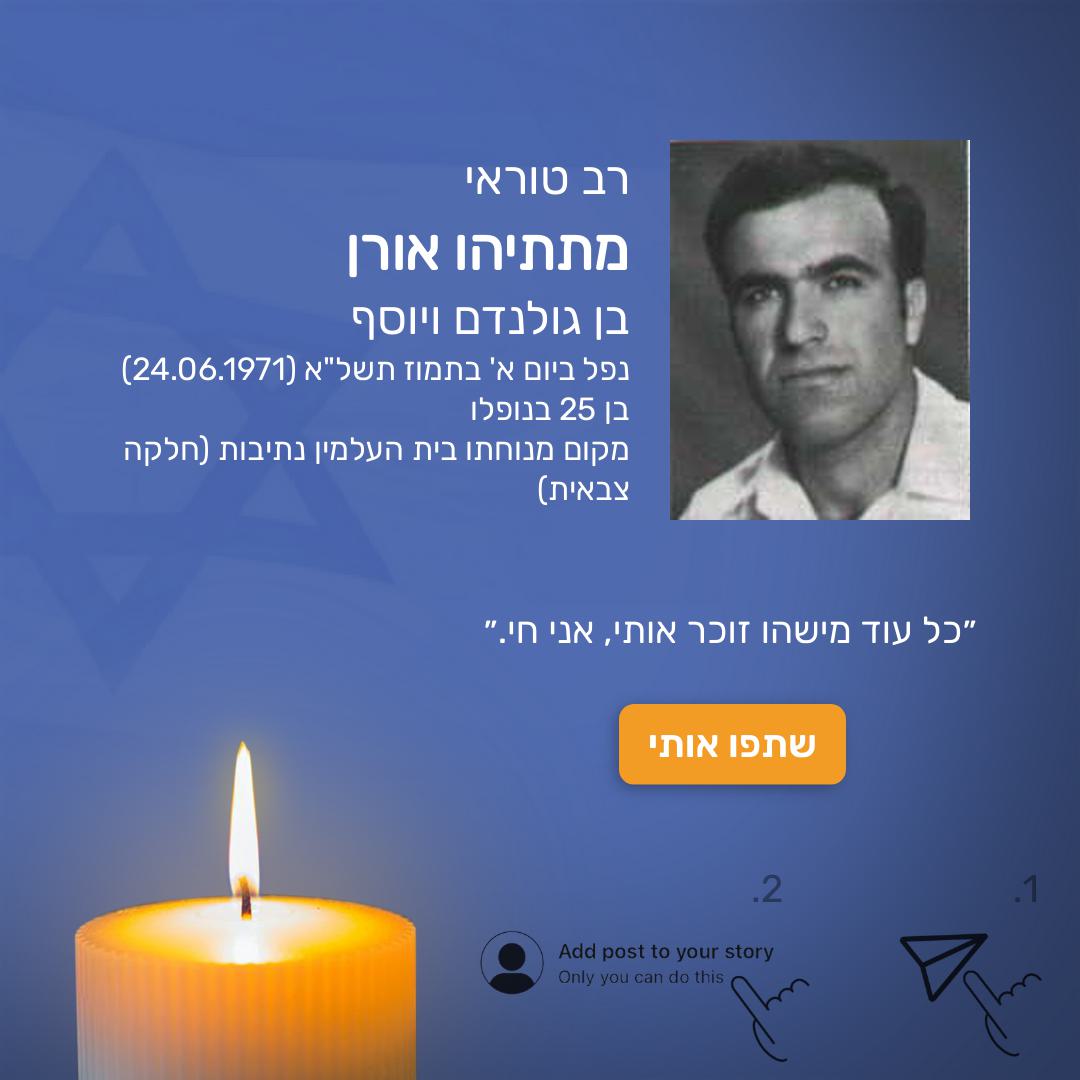 רב טוראי
מתתיהו אורן
בן גולנדם ויוסף
נפל ביום א' בתמוז תשל"א (24.06.1971)
בן 25 בנופלו
מקום מנוחתו בית העלמין נתיבות (חלקה
צבאית)
״כל עוד מישהו זוכר אותי, אני חי.״
שתפו אותי
.1
.2
Add post to your story
Only you can do this